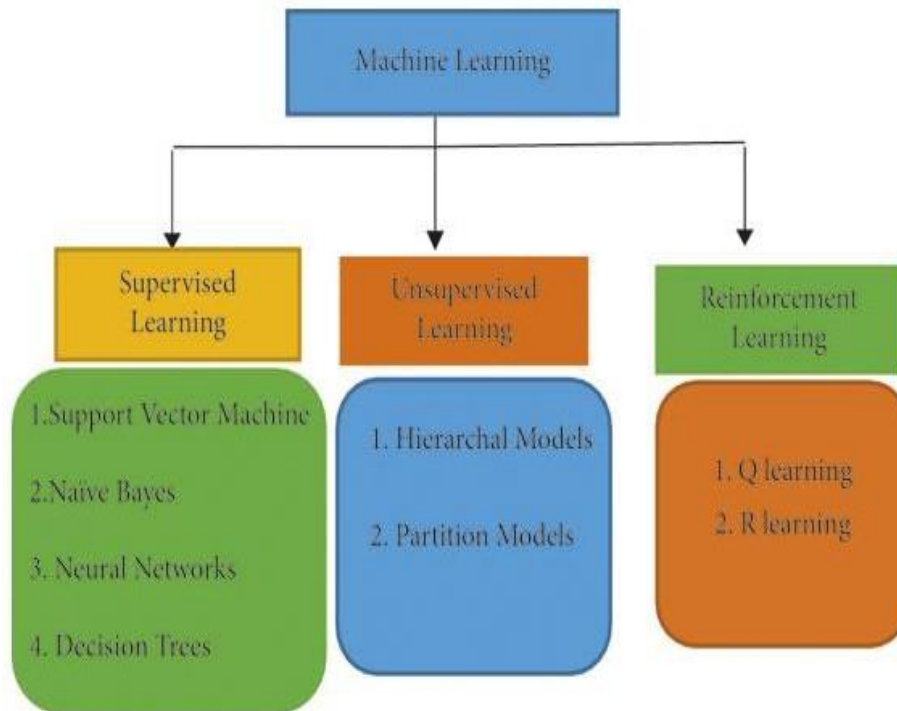 Machine Learning
Supervised
Learning
1.Support Vector Machine
2.Naïve Bayes
3. Neural Networks
4. Decision Trees
Unsupervised
Learning
1. Hierarchal Models
2. Partition Models
Reinforcement
Learning
1. Q learning
2. R learning